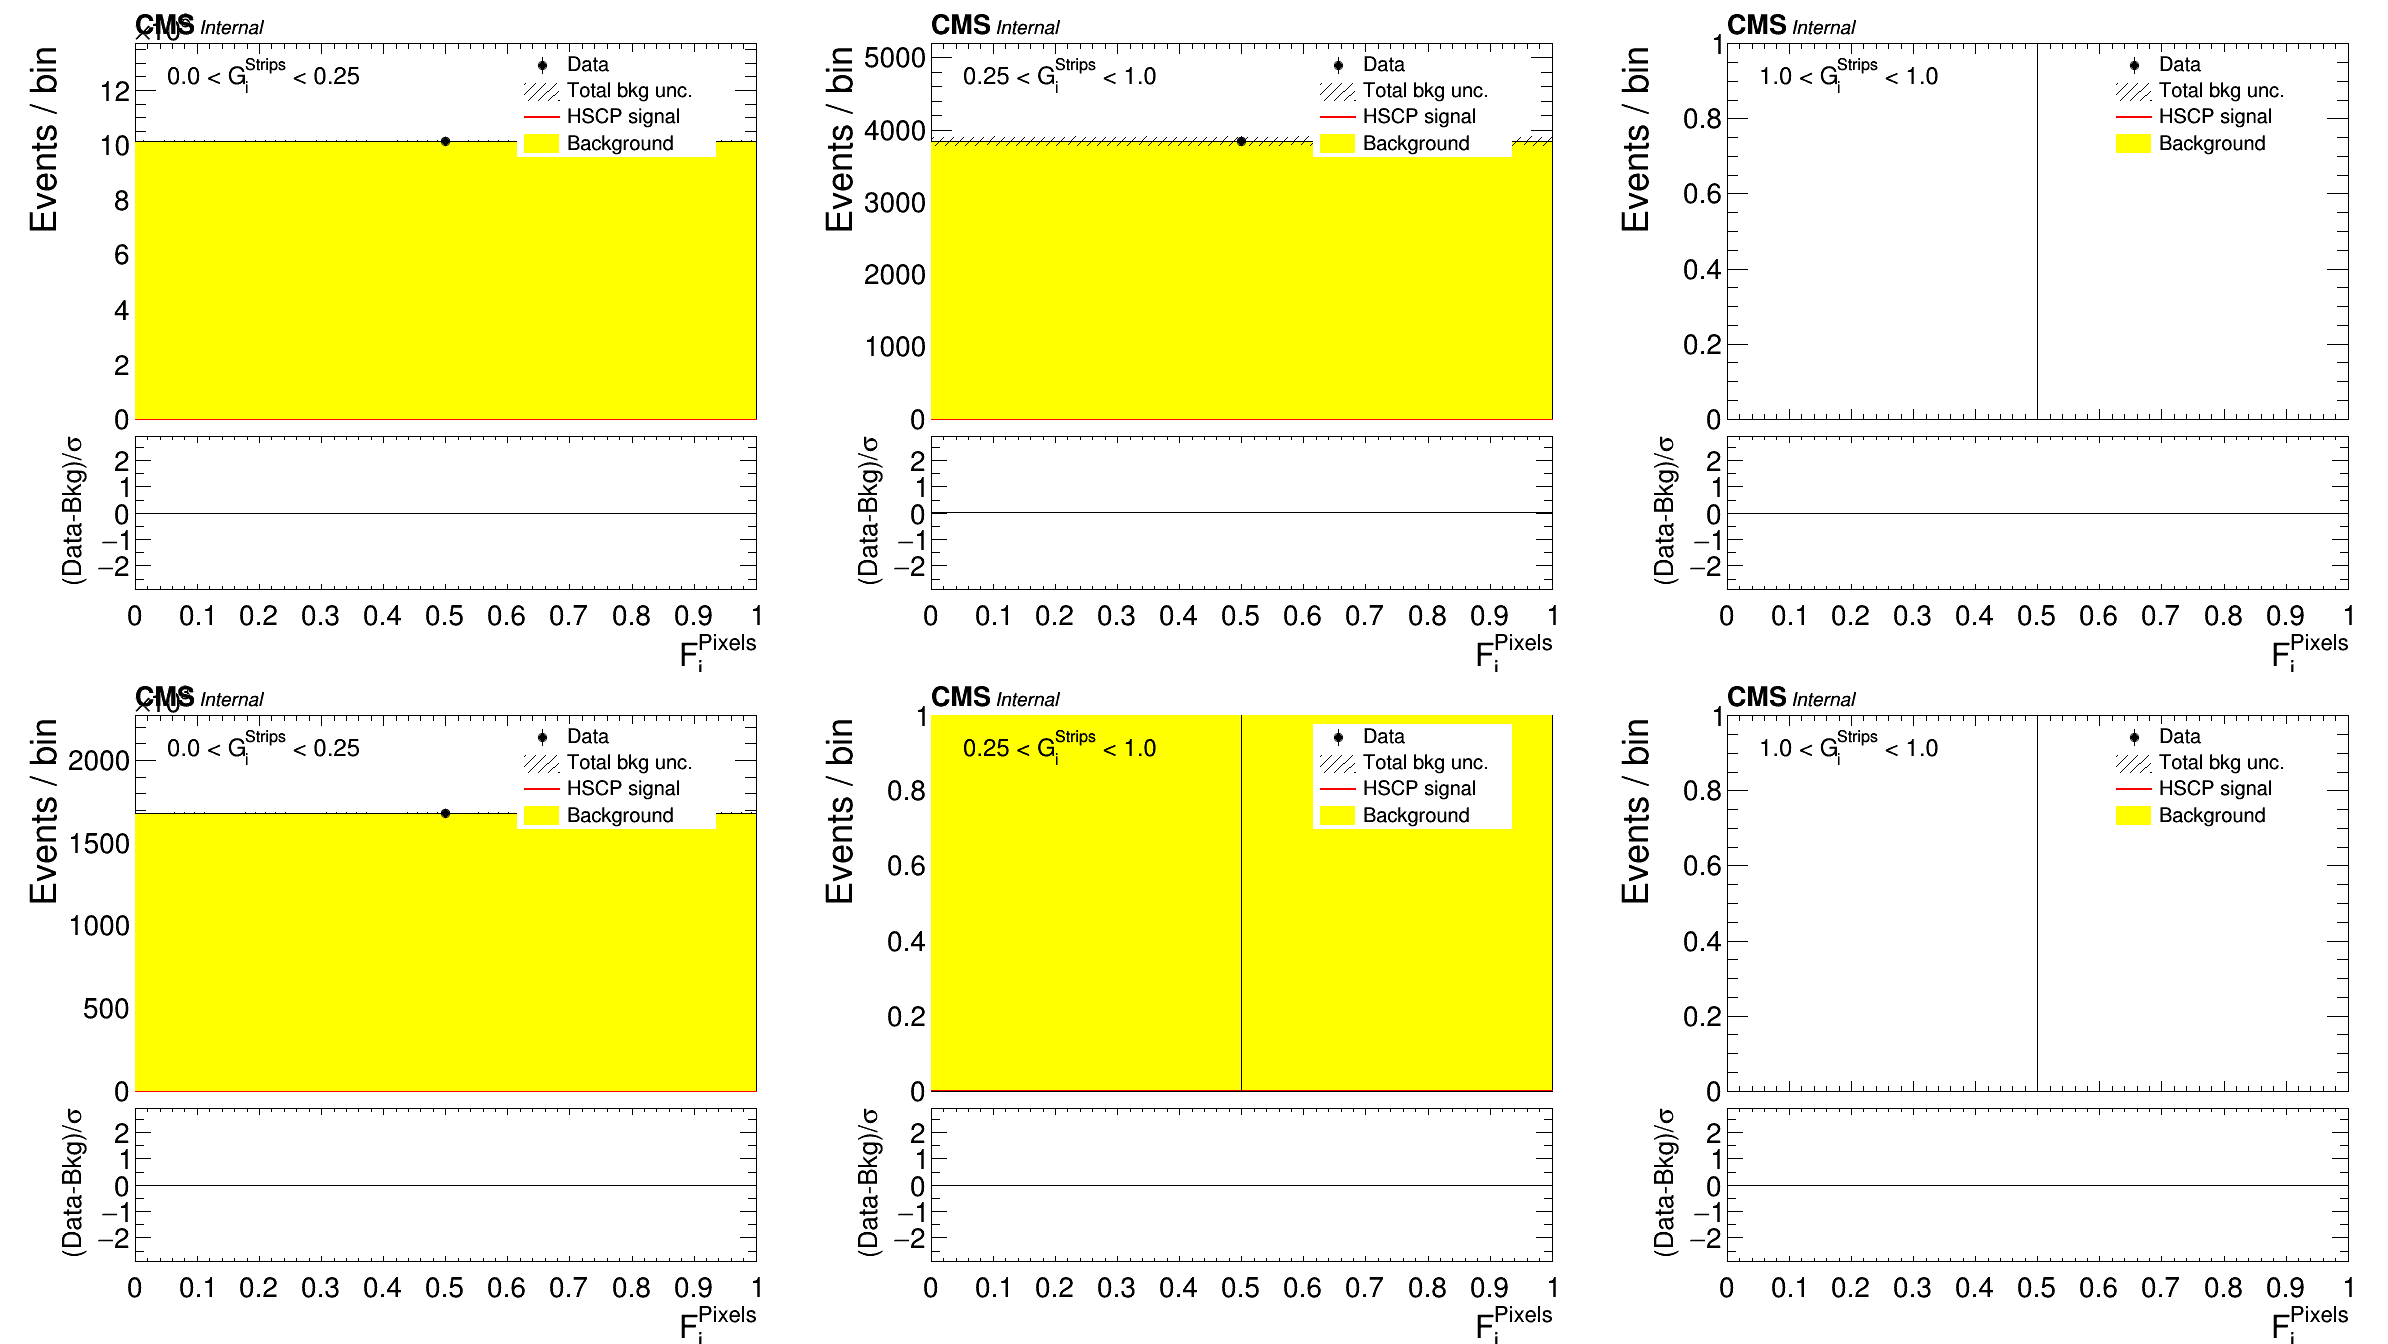 CMS Internal
Events / bin
0.0 < G_i^Strips < 0.25
Data
Total bkg unc.
HSCP signal
Background
12
10
8
6
4
2
0
(Data-Bkg)/σ
2
1
0
−1
−2
0 0.1 0.2 0.3 0.4 0.5 0.6 0.7 0.8 0.9 1
F_i^Pixels
CMS Internal
Events / bin
0.25 < G_i^Strips < 1.0
Data
Total bkg unc.
HSCP signal
Background
5000
4000
3000
2000
1000
0
(Data-Bkg)/σ
2
1
0
−1
−2
0 0.1 0.2 0.3 0.4 0.5 0.6 0.7 0.8 0.9 1
F_i^Pixels
CMS Internal
Events / bin
1.0 < G_i^Strips < 1.0
Data
Total bkg unc.
HSCP signal
Background
1
0.8
0.6
0.4
0.2
0
(Data-Bkg)/σ
2
1
0
−1
−2
0 0.1 0.2 0.3 0.4 0.5 0.6 0.7 0.8 0.9 1
F_i^Pixels
CMS Internal
Events / bin
0.0 < G_i^Strips < 0.25
Data
Total bkg unc.
HSCP signal
Background
2000
1500
1000
500
0
(Data-Bkg)/σ
2
1
0
−1
−2
0 0.1 0.2 0.3 0.4 0.5 0.6 0.7 0.8 0.9 1
F_i^Pixels
CMS Internal
Events / bin
0.25 < G_i^Strips < 1.0
Data
Total bkg unc.
HSCP signal
Background
1
0.8
0.6
0.4
0.2
0
(Data-Bkg)/σ
2
1
0
−1
−2
0 0.1 0.2 0.3 0.4 0.5 0.6 0.7 0.8 0.9 1
F_i^Pixels
CMS Internal
Events / bin
1.0 < G_i^Strips < 1.0
Data
Total bkg unc.
HSCP signal
Background
1
0.8
0.6
0.4
0.2
0
(Data-Bkg)/σ
2
1
0
−1
−2
0 0.1 0.2 0.3 0.4 0.5 0.6 0.7 0.8 0.9 1
F_i^Pixels